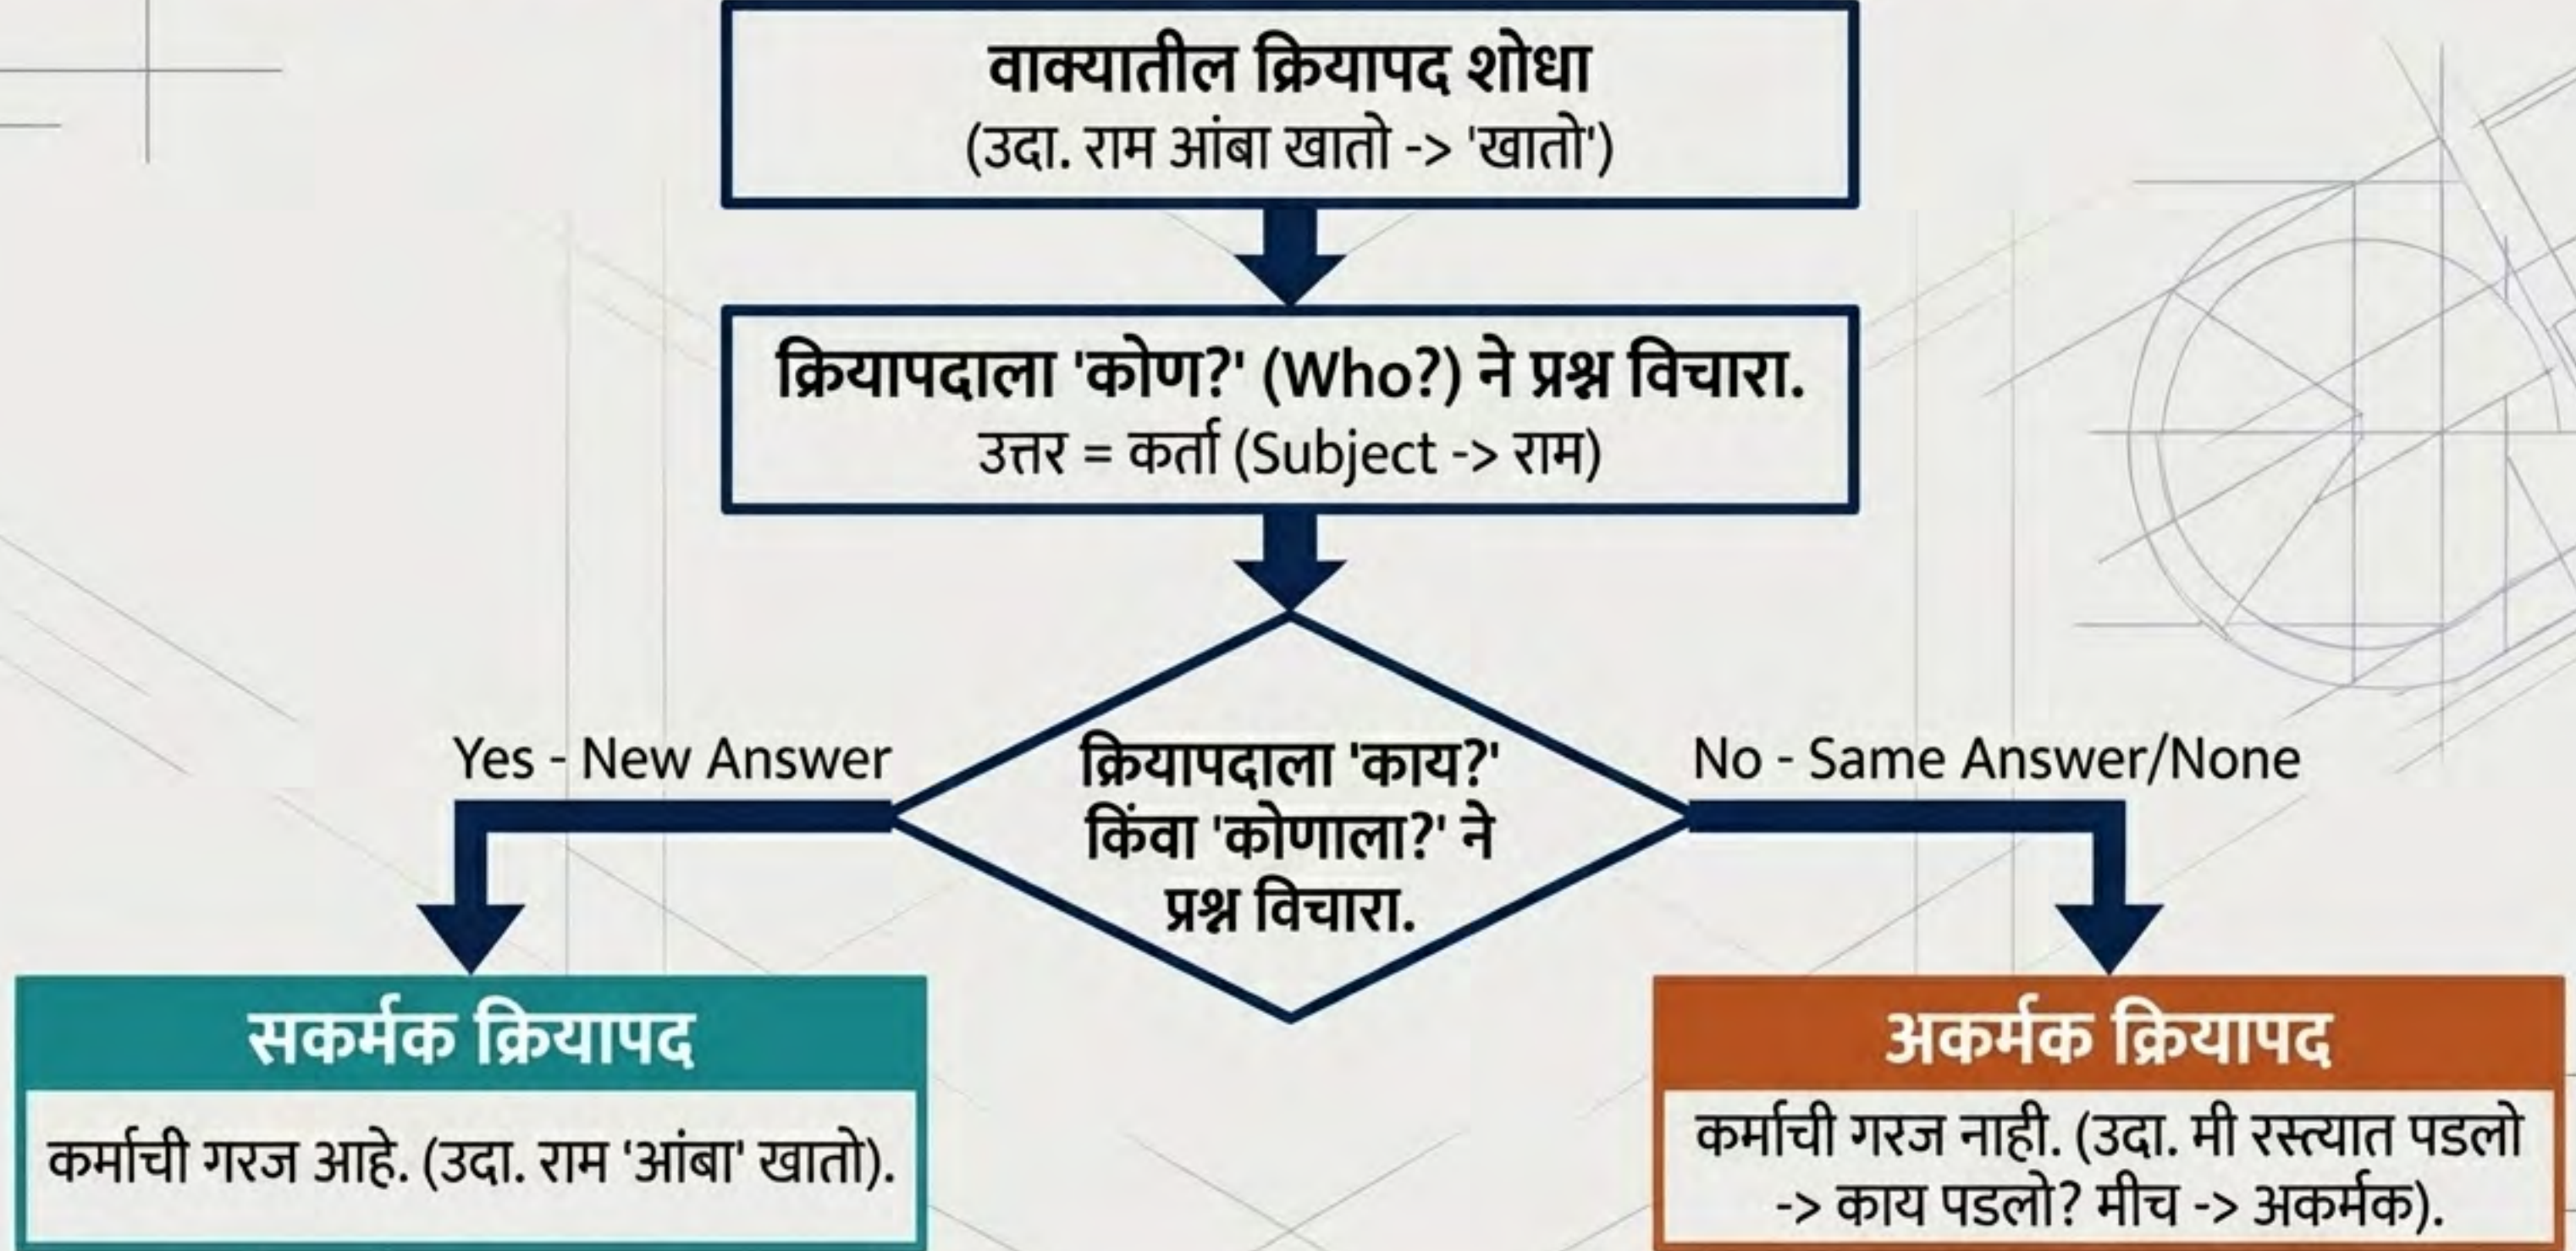 वाक्यातील क्रियापद शोधा
(उदा. राम आंबा खातो -> 'खातो')
क्रियापदाला 'कोण?' (Who?) ने प्रश्न विचारा.
उत्तर = कर्ता (Subject -> राम)
क्रियापदाला 'काय?'
किंवा 'कोणाला?' ने
प्रश्न विचारा.
Yes - New Answer
No - Same Answer/None
सकर्मक क्रियापद
कर्माची गरज आहे. (उदा. राम ‘आंबा' खातो).
अकर्मक क्रियापद
कर्माची गरज नाही. (उदा. मी रस्त्यात पडलो
-> काय पडलो? मीच -> अकर्मक).